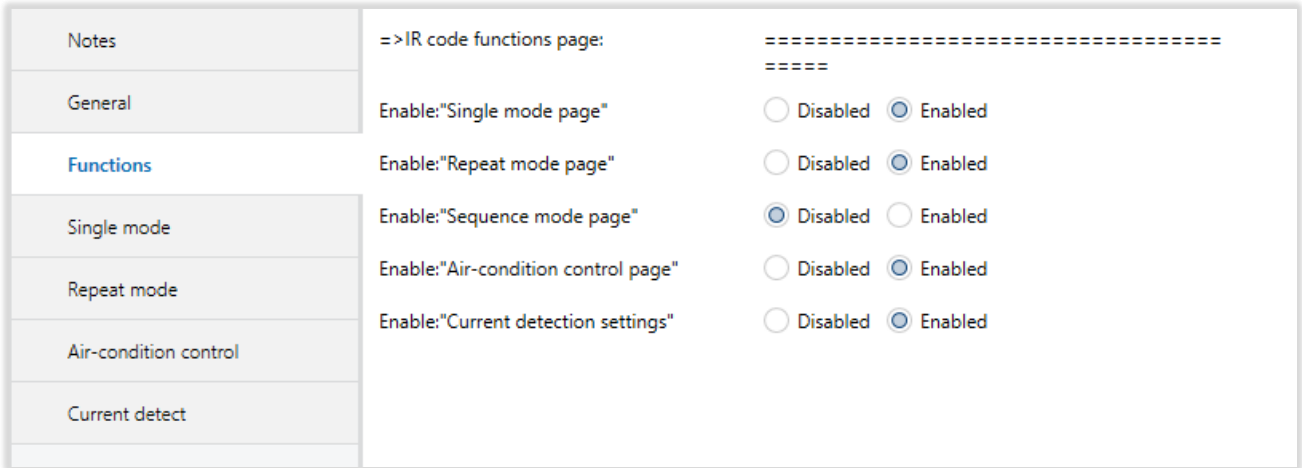 Notes
General
Functions
Single mode
Repeat mode
Air-condition control
Current detect
=>IR code functions page: ===================================
=====
Enable:"Single mode page" Disabled Enabled
Enable:"Repeat mode page" Disabled Enabled
Enable:"Sequence mode page" Disabled Enabled
Enable:"Air-condition control page" Disabled Enabled
Enable:"Current detection settings" Disabled Enabled